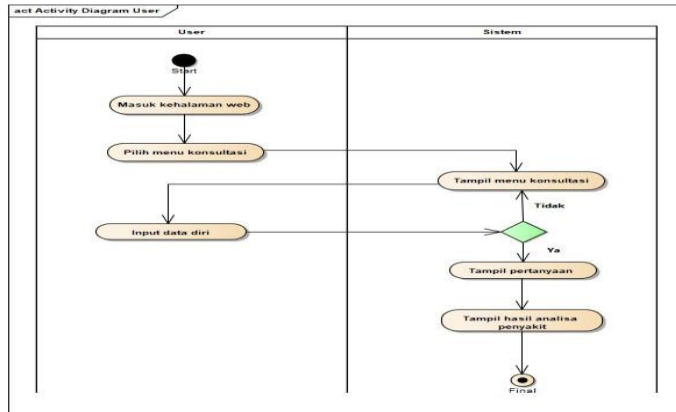 act Activity Diagram User
User
Sistem
Start
Masuk kehalaman web
Pilih menu konsultasi
Tampil menu konsultasi
Tidak
Input data diri
Ya
Tampil pertanyaan
Tampil hasil analisa
penyakit
Final